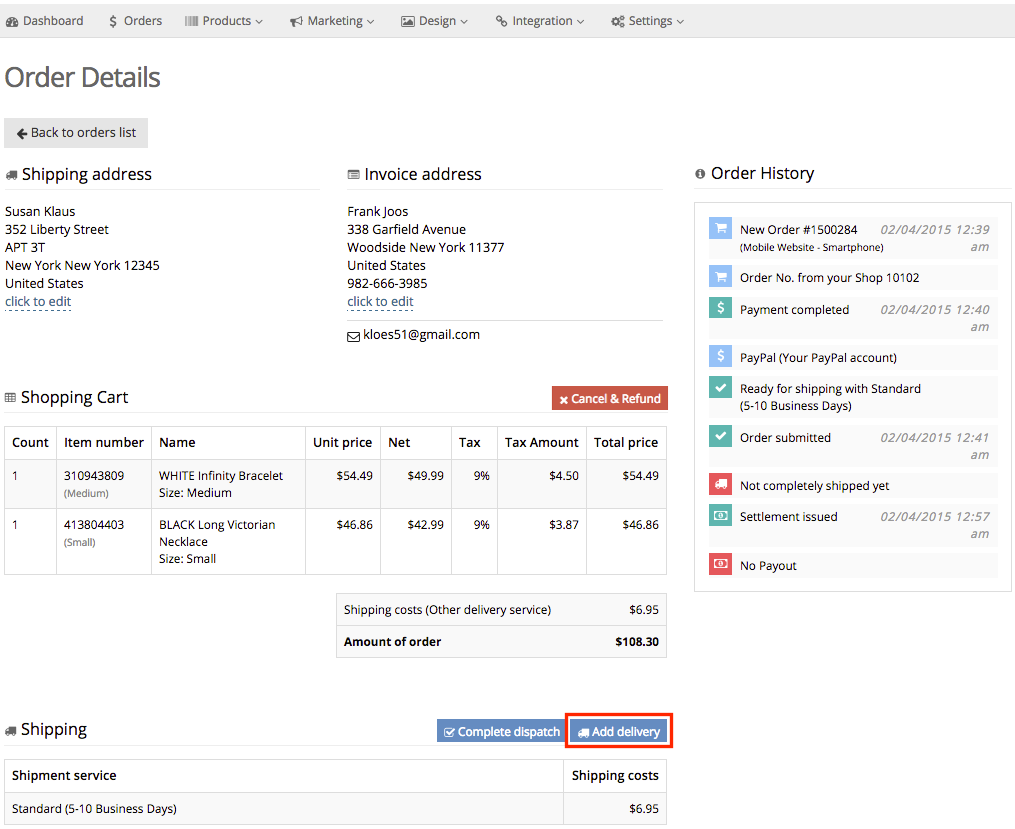 Dashboard Orders Products Marketing Design Integration Settings
Order Details
Back to orders list
Shipping address
Susan Klaus
352 Liberty Street
APT 3T
New York New York 12345
United States
click to edit
Invoice address
Frank Joos
338 Garfield Avenue
Woodside New York 11377
United States
982-666-3985
click to edit
kloes51@gmail.com
Order History
New Order #1500284 02/04/2015 12:39
(Mobile Website - Smartphone) am
Order No. from your Shop 10102
Payment completed 02/04/2015 12:40
am
PayPal (Your PayPal account)
Ready for shipping with Standard
(5-10 Business Days)
Order submitted 02/04/2015 12:41
am
Not completely shipped yet
Settlement issued 02/04/2015 12:57
am
No Payout
Shopping Cart
Cancel & Refund
Count Item number Name Unit price Net Tax Tax Amount Total price
1 310943809 WHITE Infinity Bracelet $54.49 $49.99 9% $4.50 $54.49
(Medium) Size: Medium
1 413804403 BLACK Long Victorian $46.86 $42.99 9% $3.87 $46.86
(Small) Necklace
Size: Small
Shipping costs (Other delivery service) $6.95
Amount of order $108.30
Shipping
Complete dispatch Add delivery
Shipment service Shipping costs
Standard (5-10 Business Days) $6.95